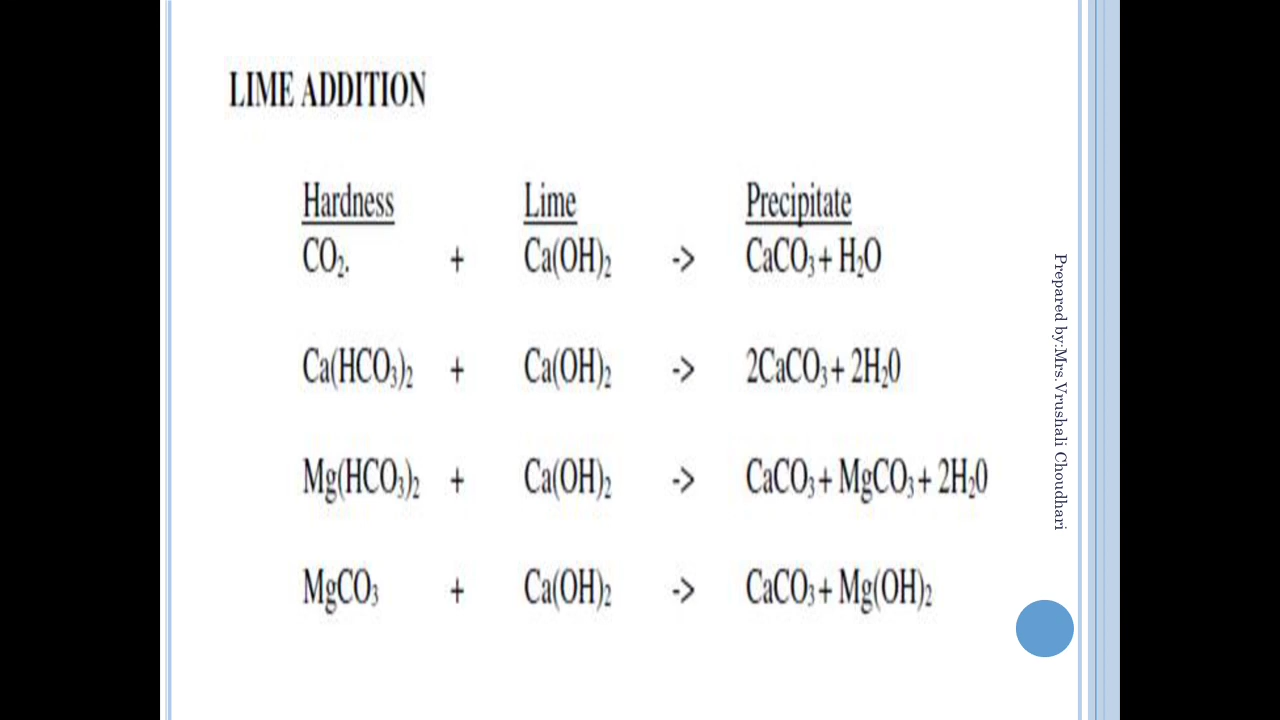 LIME ADDITION
Hardness Lime Precipitate
CO₂. + Ca(OH)₂ -> CaCO₃ + H₂O
Ca(HCO₃)₂ + Ca(OH)₂ -> 2CaCO₃ + 2H₂0
Mg(HCO₃)₂ + Ca(OH)₂ -> CaCO₃ + MgCO₃ + 2H₂0
MgCO₃ + Ca(OH)₂ -> CaCO₃ + Mg(OH)₂
Prepared by:Mrs.Vrushali Choudhari